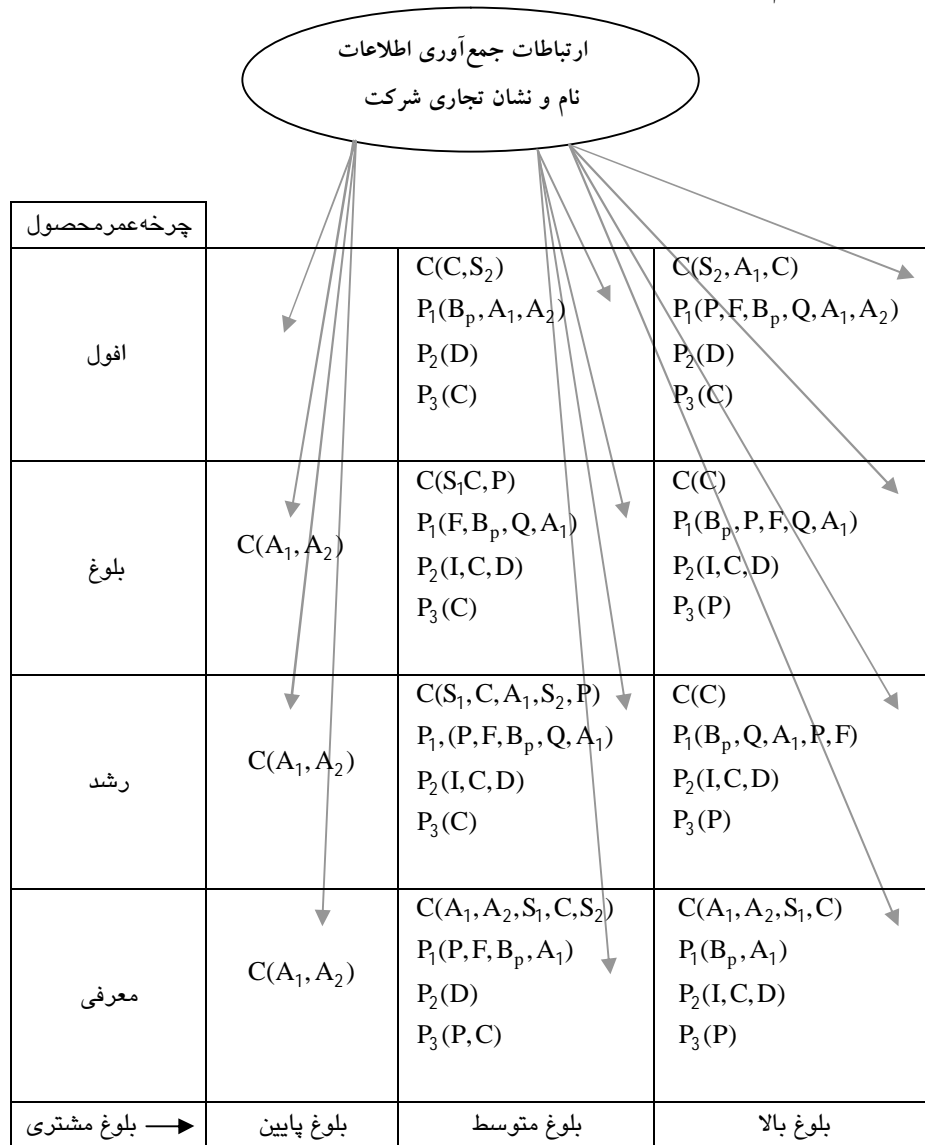 ارتباطات جمع‌آوری اطلاعات
نام و نشان تجاری شرکت
چرخه‌عمرمحصول
افول
C(C,S₂)
P₁(Bₚ,A₁,A₂)
P₂(D)
P₃(C)
C(S₂,A₁,C)
P₁(P,F,Bₚ,Q,A₁,A₂)
P₂(D)
P₃(C)
بلوغ
C(A₁,A₂)
C(S₁C,P)
P₁(F,Bₚ,Q,A₁)
P₂(I,C,D)
P₃(C)
C(C)
P₁(Bₚ,P,F,Q,A₁)
P₂(I,C,D)
P₃(P)
رشد
C(A₁,A₂)
C(S₁,C,A₁,S₂,P)
P₁,(P,F,Bₚ,Q,A₁)
P₂(I,C,D)
P₃(C)
C(C)
P₁(Bₚ,Q,A₁,P,F)
P₂(I,C,D)
P₃(P)
معرفی
C(A₁,A₂)
C(A₁,A₂,S₁,C,S₂)
P₁(P,F,Bₚ,A₁)
P₂(D)
P₃(P,C)
C(A₁,A₂,S₁,C)
P₁(Bₚ,A₁)
P₂(I,C,D)
P₃(P)
بلوغ مشتری
بلوغ پایین
بلوغ متوسط
بلوغ بالا